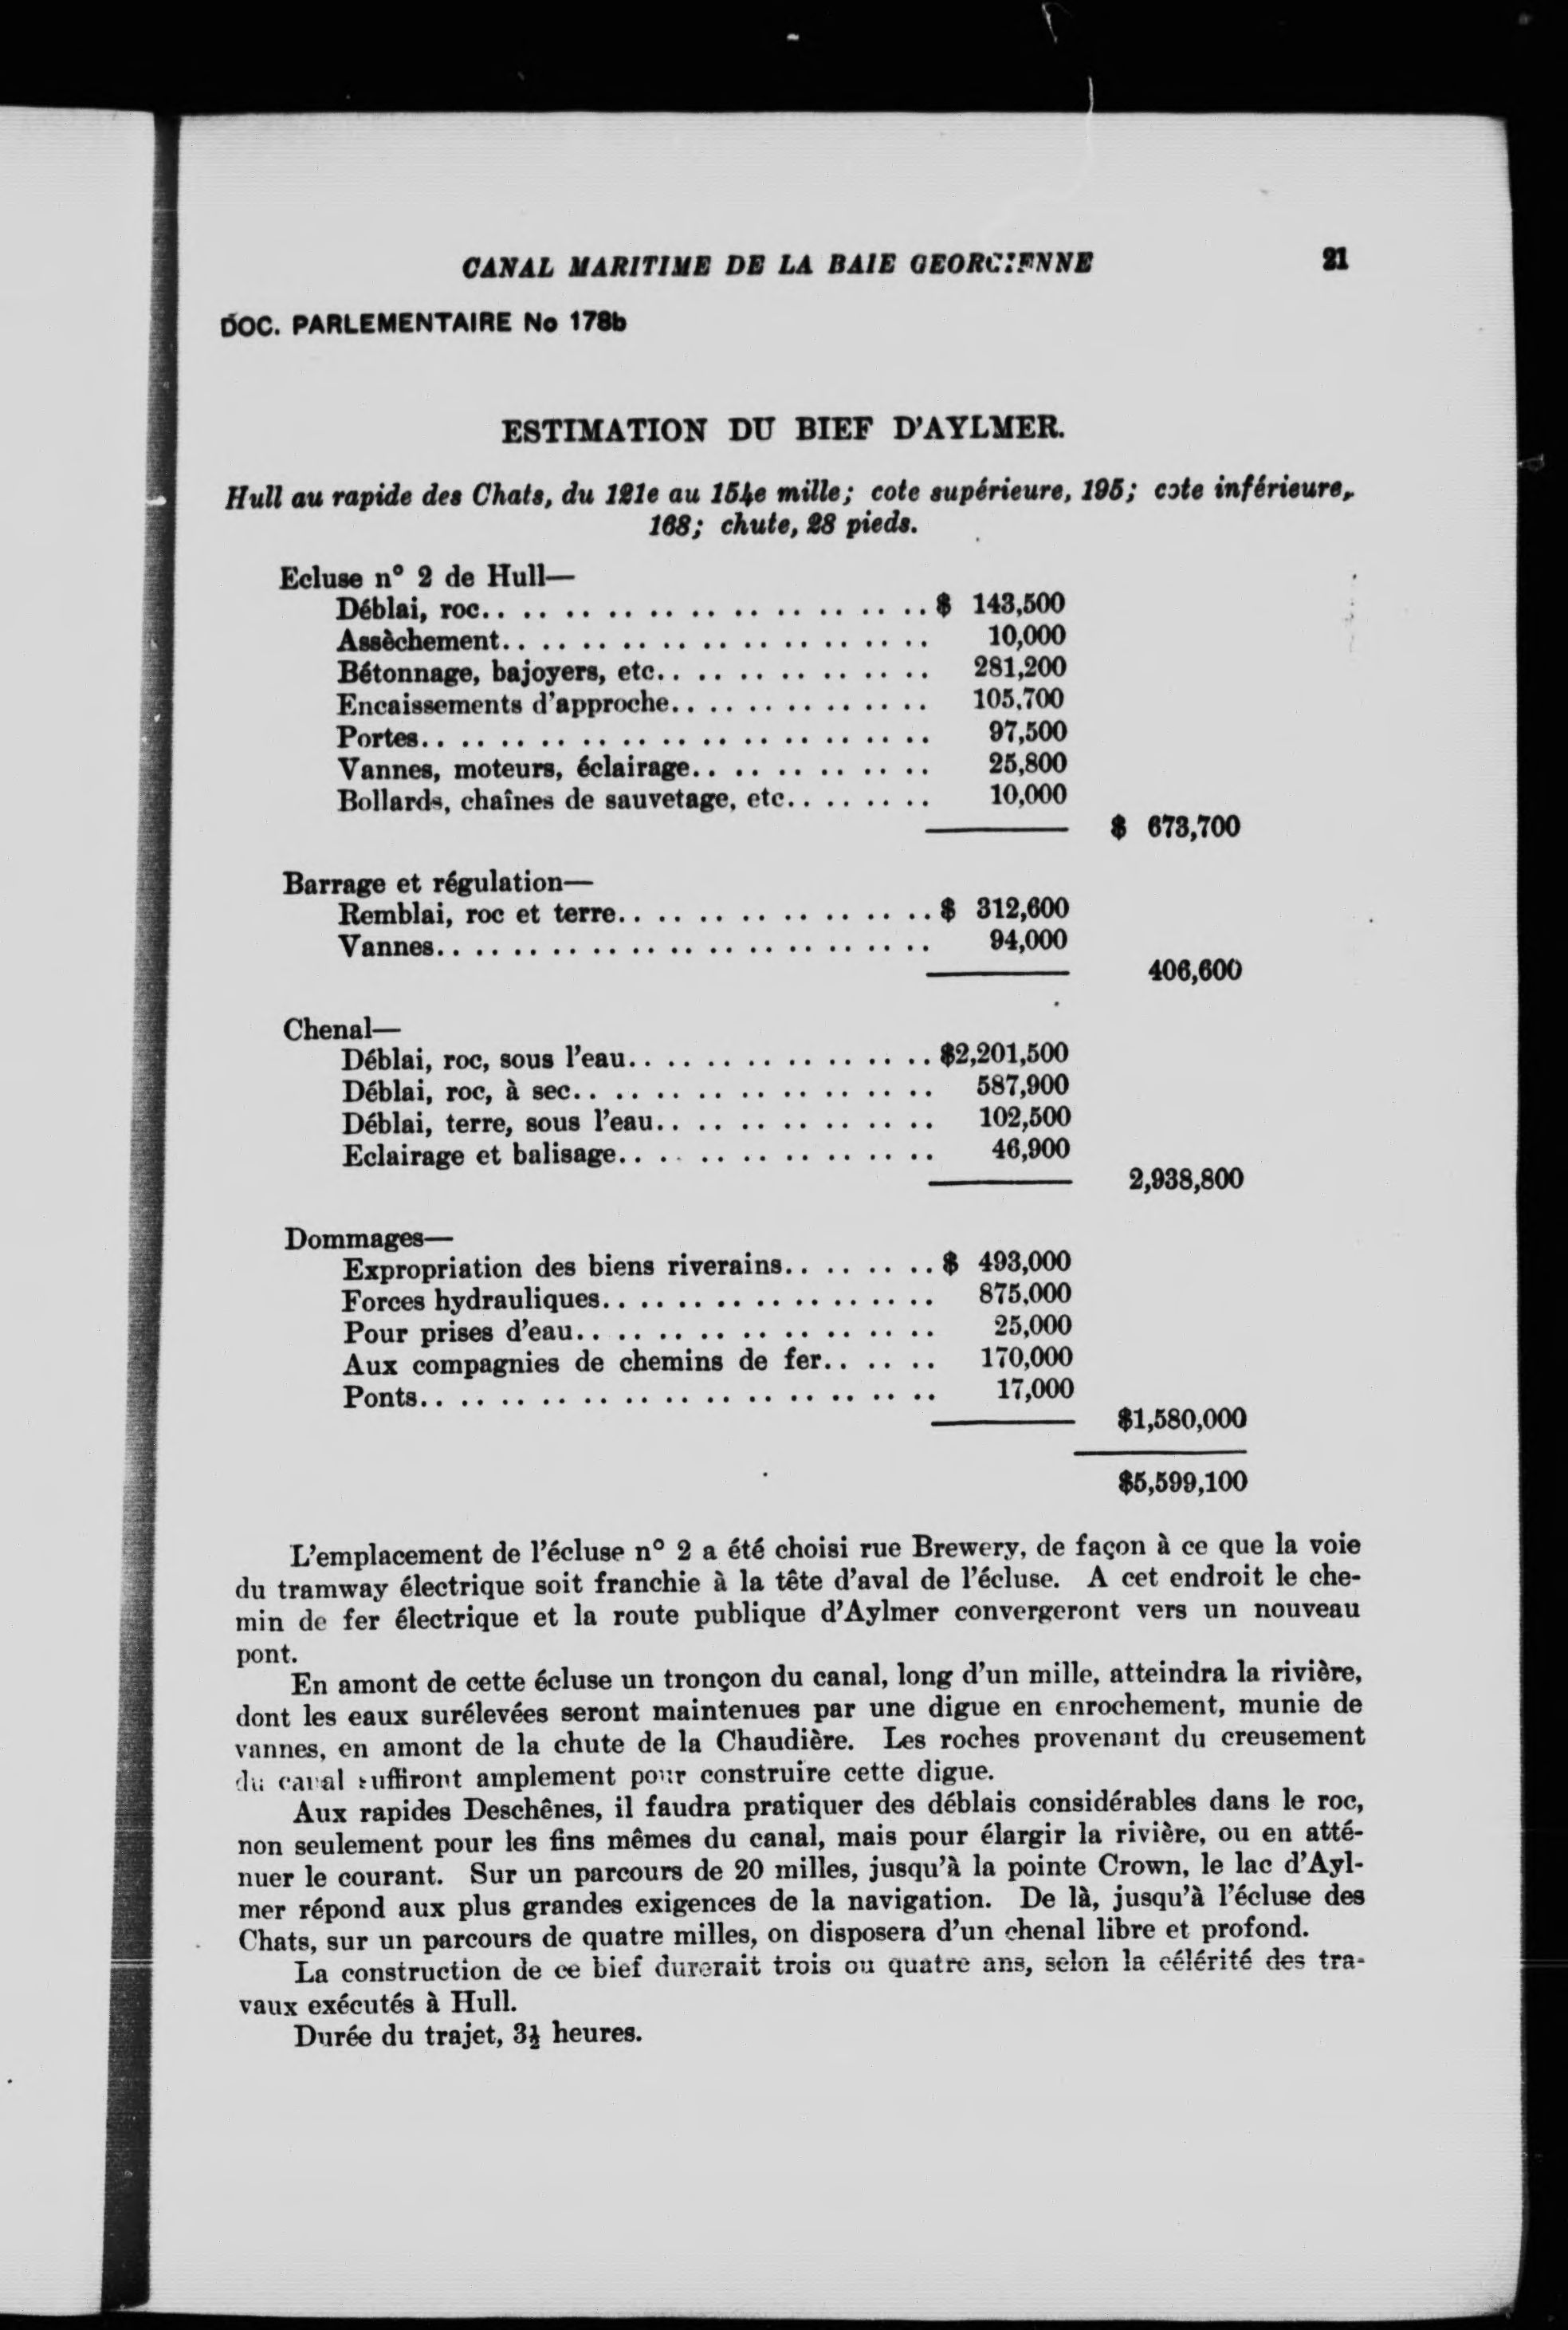 CANAL MARITIME DE LA BAIE GEORGIENNE 21
DOC. PARLEMENTAIRE No 178b
ESTIMATION DU BIEF D'AYLMER.
Hull au rapide des Chats, du 121e au 154e mille; cote supérieure, 195; cote inférieure,
168; chute, 28 pieds.
Ecluse n° 2 de Hull—
Déblai, roc.. .. .. .. .. .. .. .. .. .. .. $ 143,500
Assèchement.. .. .. .. .. .. .. .. .. .. .. 10,000
Bétonnage, bajoyers, etc.. .. .. .. .. .. .. 281,200
Encaissements d'approche.. .. .. .. .. .. .. 105,700
Portes.. .. .. .. .. .. .. .. .. .. .. .. .. 97,500
Vannes, moteurs, éclairage.. .. .. .. .. .. 25,800
Bollards, chaînes de sauvetage, etc.. .. .. .. 10,000
$ 673,700
Barrage et régulation—
Remblai, roc et terre.. .. .. .. .. .. .. .. $ 312,600
Vannes.. .. .. .. .. .. .. .. .. .. .. .. .. 94,000
406,600
Chenal—
Déblai, roc, sous l'eau.. .. .. .. .. .. .. .. $2,201,500
Déblai, roc, à sec.. .. .. .. .. .. .. .. .. 587,900
Déblai, terre, sous l'eau.. .. .. .. .. .. .. 102,500
Eclairage et balisage.. .. .. .. .. .. .. .. 46,900
2,938,800
Dommages—
Expropriation des biens riverains.. .. .. .. $ 493,000
Forces hydrauliques.. .. .. .. .. .. .. .. .. 875,000
Pour prises d'eau.. .. .. .. .. .. .. .. .. 25,000
Aux compagnies de chemins de fer.. .. .. 170,000
Ponts.. .. .. .. .. .. .. .. .. .. .. .. .. 17,000
$1,580,000
$5,599,100
L'emplacement de l'écluse n° 2 a été choisi rue Brewery, de façon à ce que la voie
du tramway électrique soit franchie à la tête d'aval de l'écluse. A cet endroit le che-
min de fer électrique et la route publique d'Aylmer convergeront vers un nouveau
pont.
En amont de cette écluse un tronçon du canal, long d'un mille, atteindra la rivière,
dont les eaux surélevées seront maintenues par une digue en enrochement, munie de
vannes, en amont de la chute de la Chaudière. Les roches provenant du creusement
du canal suffiront amplement pour construire cette digue.
Aux rapides Deschênes, il faudra pratiquer des déblais considérables dans le roc,
non seulement pour les fins mêmes du canal, mais pour élargir la rivière, ou en atté-
nuer le courant. Sur un parcours de 20 milles, jusqu'à la pointe Crown, le lac d'Ayl-
mer répond aux plus grandes exigences de la navigation. De là, jusqu'à l'écluse des
Chats, sur un parcours de quatre milles, on disposera d'un chenal libre et profond.
La construction de ce bief durerait trois ou quatre ans, selon la célérité des tra-
vaux exécutés à Hull.
Durée du trajet, 3½ heures.